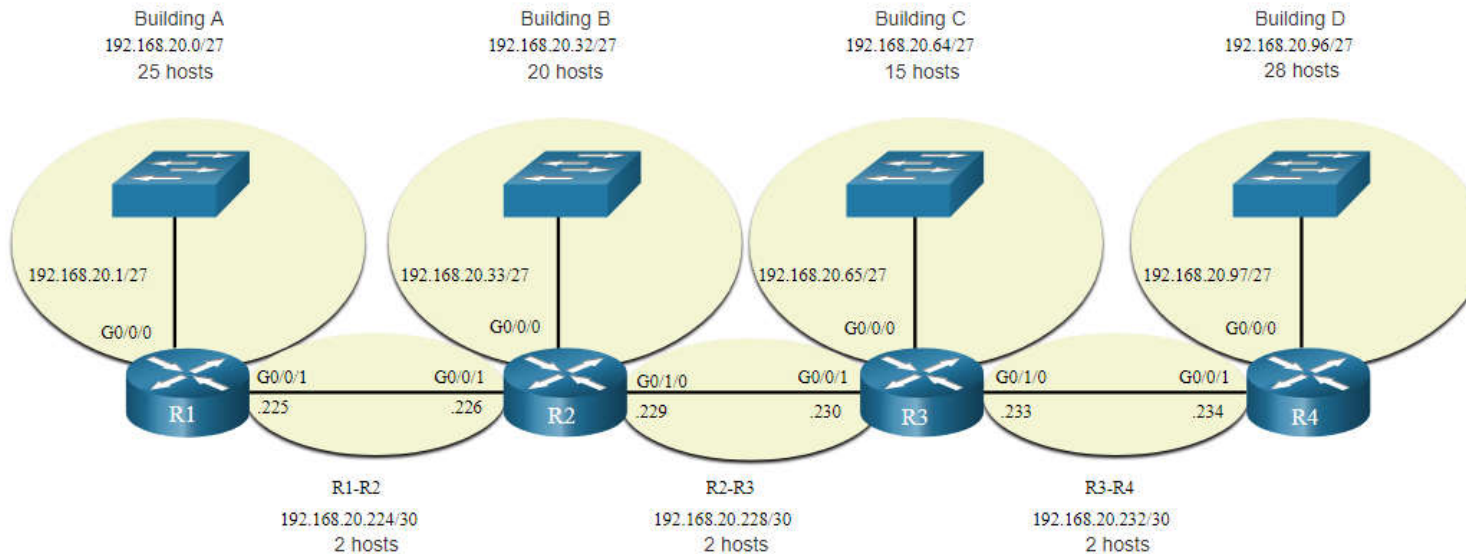 Building A
192.168.20.0/27
25 hosts
Building B
192.168.20.32/27
20 hosts
Building C
192.168.20.64/27
15 hosts
Building D
192.168.20.96/27
28 hosts
192.168.20.1/27
192.168.20.33/27
192.168.20.65/27
192.168.20.97/27
G0/0/0
G0/0/0
G0/0/0
G0/0/0
R1
G0/0/1
.225
G0/0/1
.226
R2
G0/1/0
.229
G0/0/1
.230
R3
G0/1/0
.233
G0/0/1
.234
R4
R1-R2
192.168.20.224/30
2 hosts
R2-R3
192.168.20.228/30
2 hosts
R3-R4
192.168.20.232/30
2 hosts